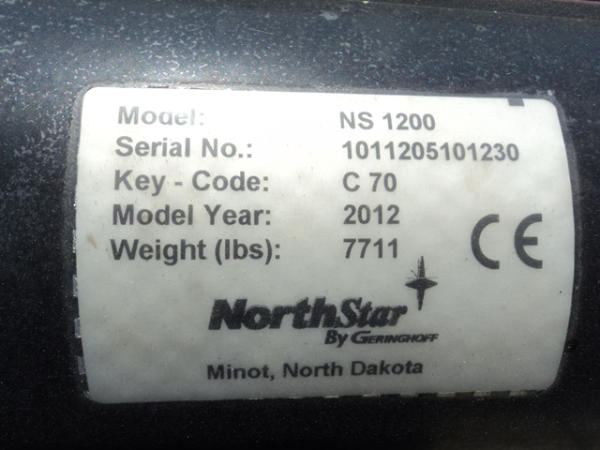 Model: NS 1200
Serial No.: 1011205101230
Key - Code: C 70
Model Year: 2012
Weight (lbs): 7711
CE
NorthStar
By GERINGHOFF
Minot, North Dakota